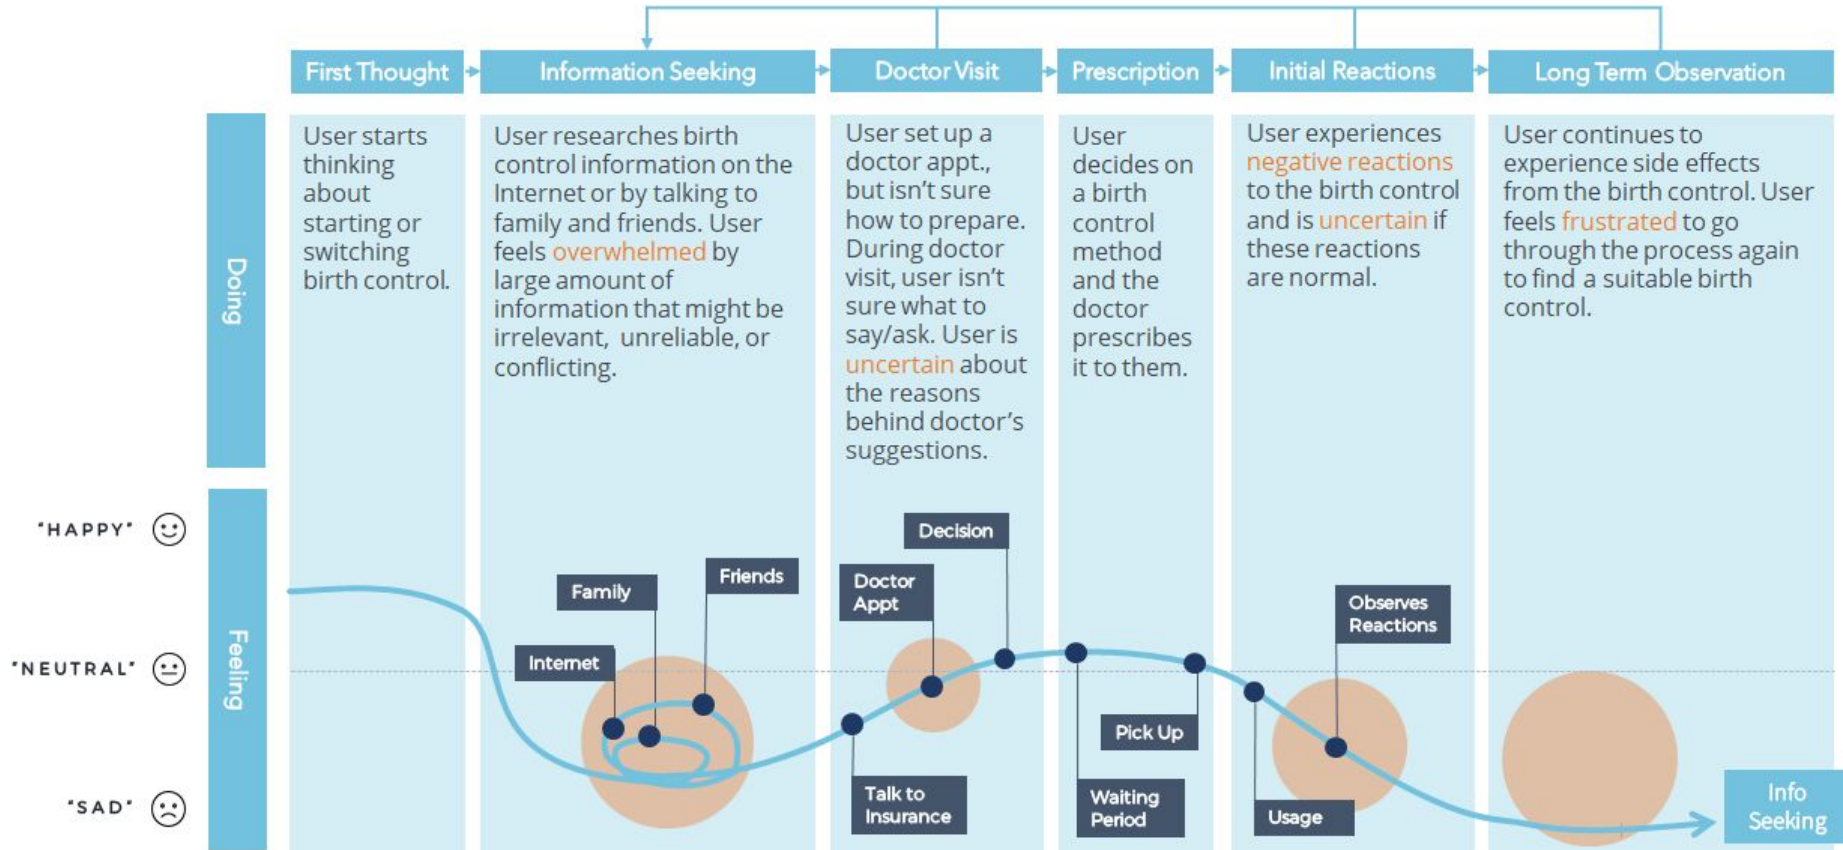 First Thought
Information Seeking
Doctor Visit
Prescription
Initial Reactions
Long Term Observation
Doing
User starts
thinking
about
starting or
switching
birth control.
User researches birth
control information on the
Internet or by talking to
family and friends. User
feels overwhelmed by
large amount of
information that might be
irrelevant, unreliable, or
conflicting.
User set up a
doctor appt.,
but isn't sure
how to prepare.
During doctor
visit, user isn't
sure what to
say/ask. User is
uncertain about
the reasons
behind doctor's
suggestions.
User
decides on
a birth
control
method
and the
doctor
prescribes
it to them.
User experiences
negative reactions
to the birth control
and is uncertain if
these reactions
are normal.
User continues to
experience side effects
from the birth control. User
feels frustrated to go
through the process again
to find a suitable birth
control.
Feeling
"HAPPY"
"NEUTRAL"
"SAD"
Internet
Family
Friends
Talk to
Insurance
Doctor
Appt
Decision
Waiting
Period
Pick Up
Usage
Observes
Reactions
Info
Seeking